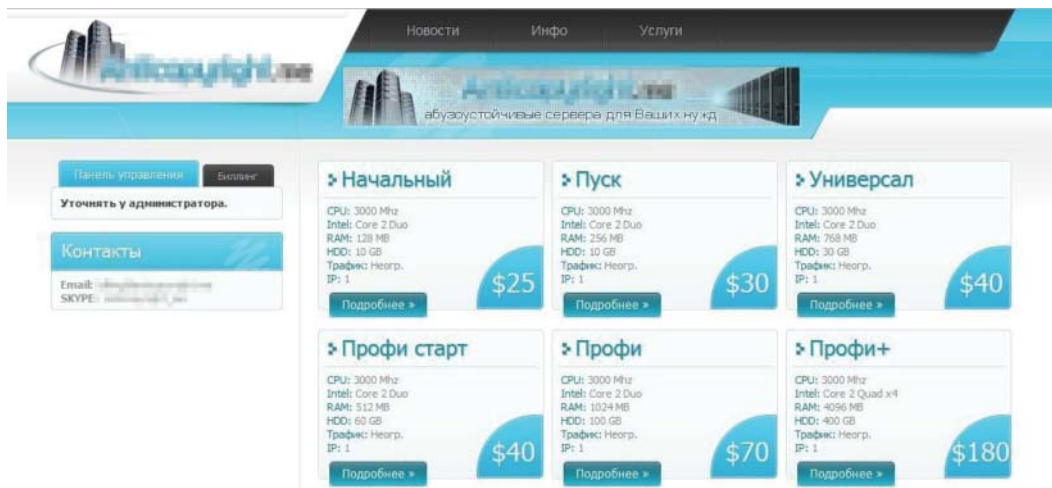 Новости Инфо Услуги
абузоустойчивые сервера для Ваших нужд
Панель управления Биллинг
Уточнять у администратора.
Контакты
Email:
SKYPE:
Начальный
CPU: 3000 Mhz
Intel: Core 2 Duo
RAM: 128 MB
HDD: 10 GB
Трафик: Неогр.
IP: 1
$25
Подробнее »
Пуск
CPU: 3000 Mhz
Intel: Core 2 Duo
RAM: 256 MB
HDD: 10 GB
Трафик: Неогр.
IP: 1
$30
Подробнее »
Универсал
CPU: 3000 Mhz
Intel: Core 2 Duo
RAM: 768 MB
HDD: 30 GB
Трафик: Неогр.
IP: 1
$40
Подробнее »
Профи старт
CPU: 3000 Mhz
Intel: Core 2 Duo
RAM: 512 MB
HDD: 60 GB
Трафик: Неогр.
IP: 1
$40
Подробнее »
Профи
CPU: 3000 Mhz
Intel: Core 2 Duo
RAM: 1024 MB
HDD: 100 GB
Трафик: Неогр.
IP: 1
$70
Подробнее »
Профи+
CPU: 3000 Mhz
Intel: Core 2 Quad x4
RAM: 4096 MB
HDD: 400 GB
Трафик: Неогр.
IP: 1
$180
Подробнее »